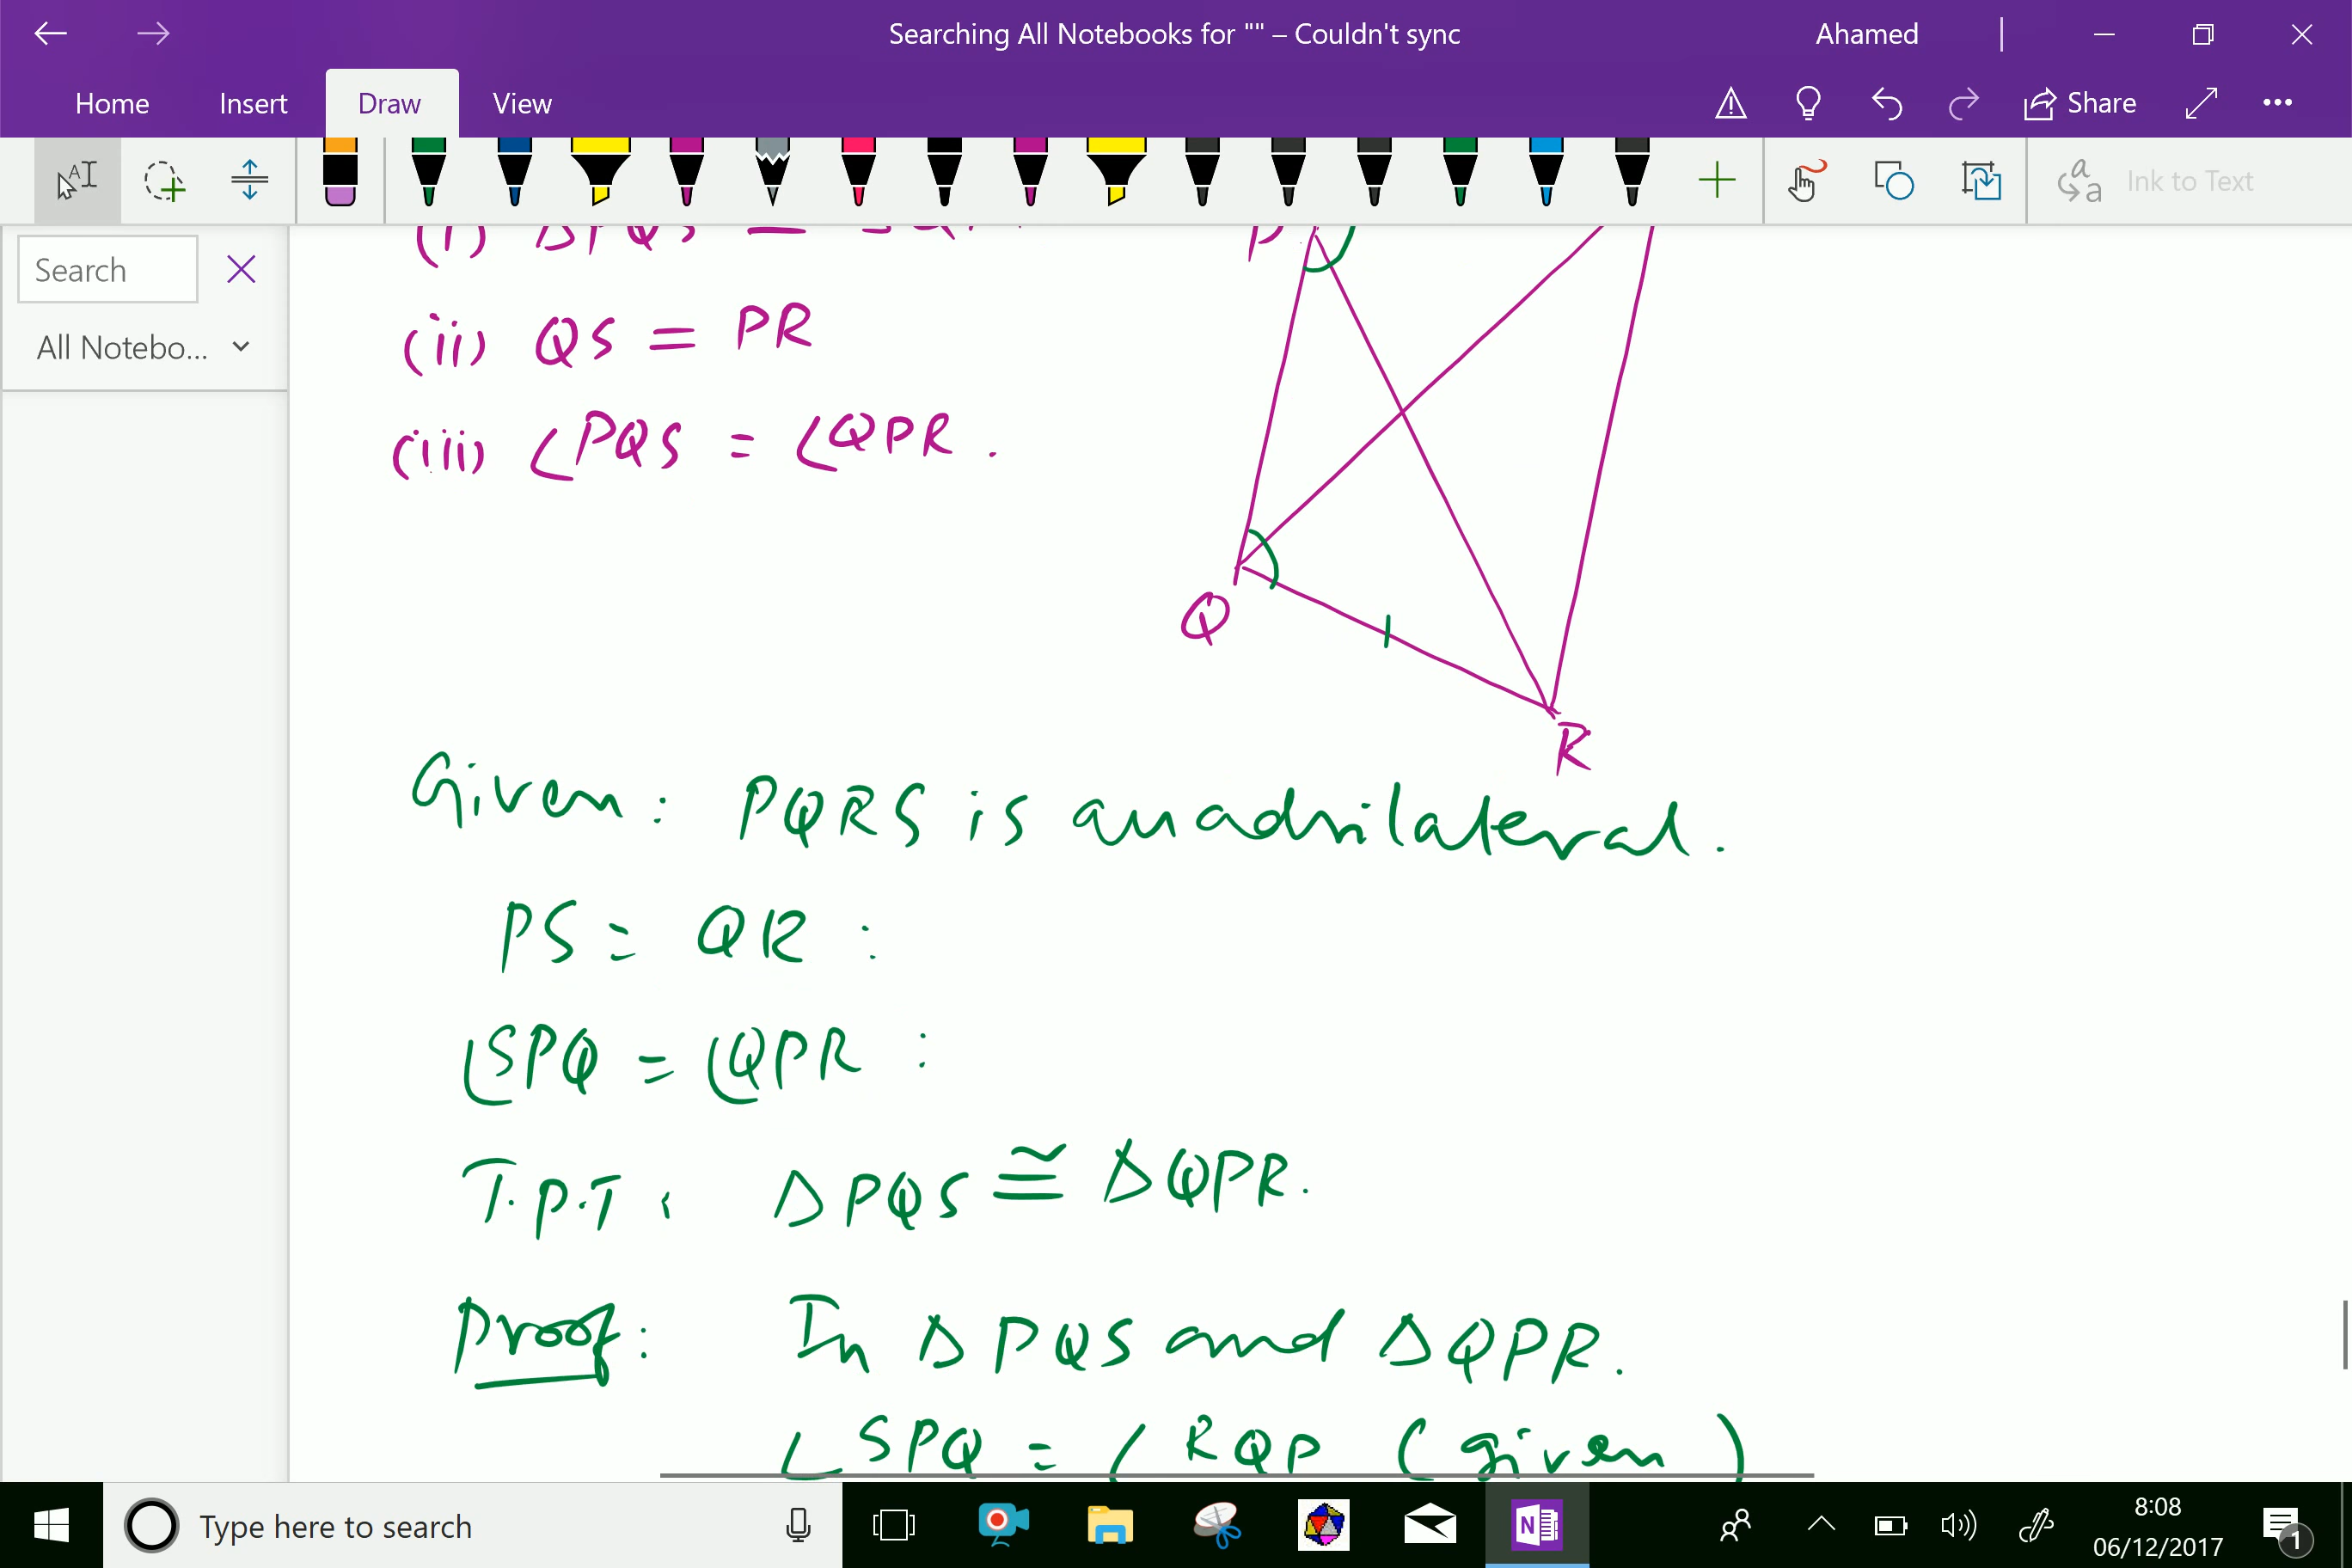 Searching All Notebooks for "" – Couldn't sync
Ahamed
Home Insert Draw View
Share
Ink to Text
Search
All Notebo...
(i) ΔPQS ≅
P
(ii) QS = PR
(iii) ∠PQS = ∠QPR.
Q
R
Given: PQRS is quadrilateral.
PS = QR :
∠SPQ = ∠QPR :
T.P.T : ΔPQS ≅ ΔQPR.
Proof: In ΔPQS and ΔQPR.
∠SPQ = ∠RQP (given)
Type here to search
N
8:08
06/12/2017
1